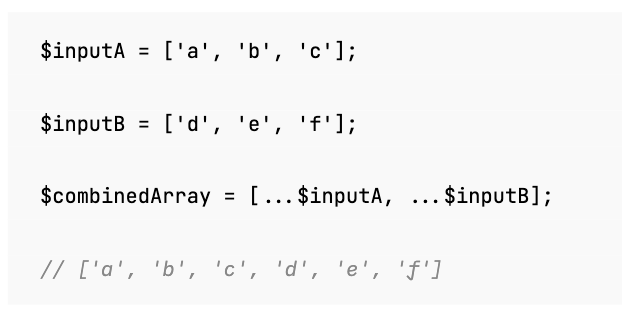 $inputA = ['a', 'b', 'c'];
$inputB = ['d', 'e', 'f'];
$combinedArray = [...$inputA, ...$inputB];
// ['a', 'b', 'c', 'd', 'e', 'f']